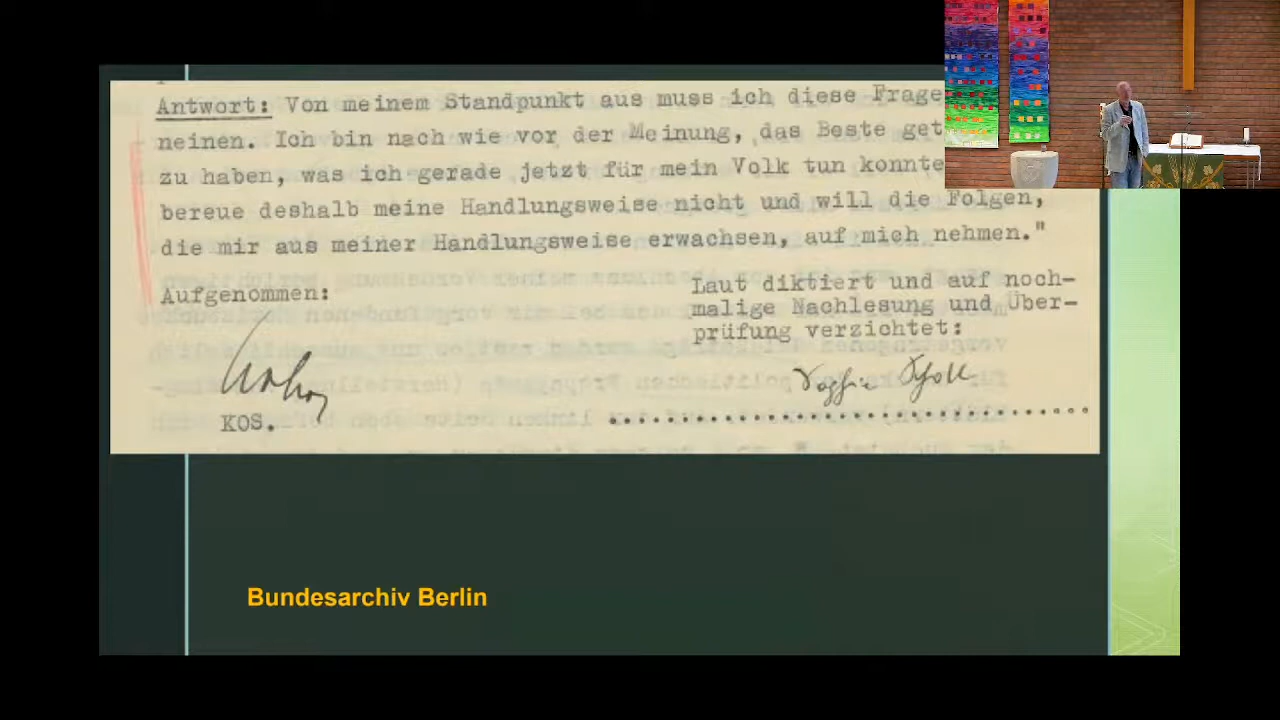 Antwort: Von meinem Standpunkt aus muss ich diese Frage
neinen. Ich bin nach wie vor der Meinung, das Beste get
zu haben, was ich gerade jetzt für mein Volk tun konnte
bereue deshalb meine Handlungsweise nicht und will die Folgen,
die mir aus meiner Handlungsweise erwachsen, auf mich nehmen."
Aufgenommen:
Laut diktiert und auf noch-
malige Nachlesung und Über-
prüfung verzichtet:
Sophie Scholl
KOS.
Bundesarchiv Berlin